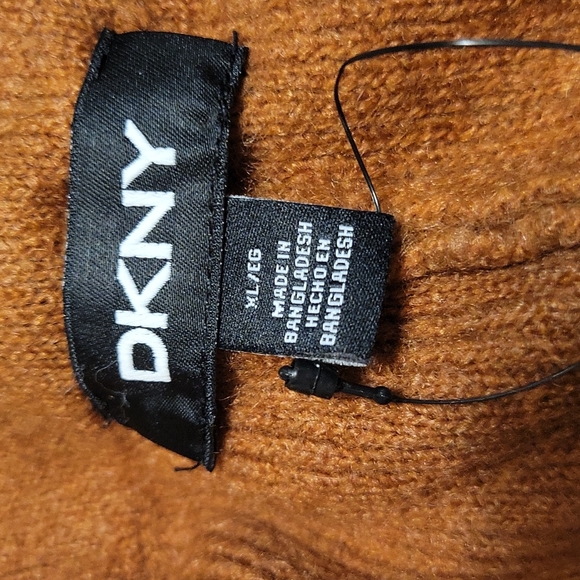 DKNY
XL/EG
MADE IN
BANGLADESH
HECHO EN
BANGLADESH